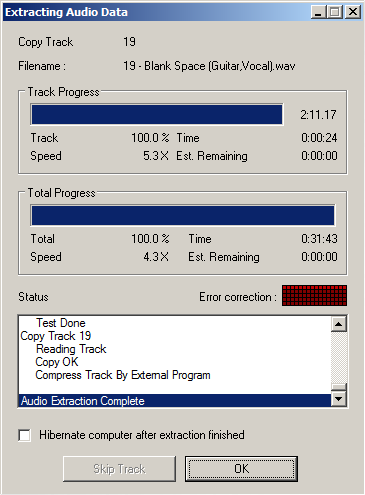 Extracting Audio Data
Copy Track 19
Filename : 19 - Blank Space (Guitar,Vocal).wav
Track Progress
2:11.17
Track 100.0 % Time 0:00:24
Speed 5.3 X Est. Remaining 0:00:00
Total Progress
Total 100.0 % Time 0:31:43
Speed 4.3 X Est. Remaining 0:00:00
Status Error correction :
Test Done
Copy Track 19
Reading Track
Copy OK
Compress Track By External Program
Audio Extraction Complete
Hibernate computer after extraction finished
Skip Track OK